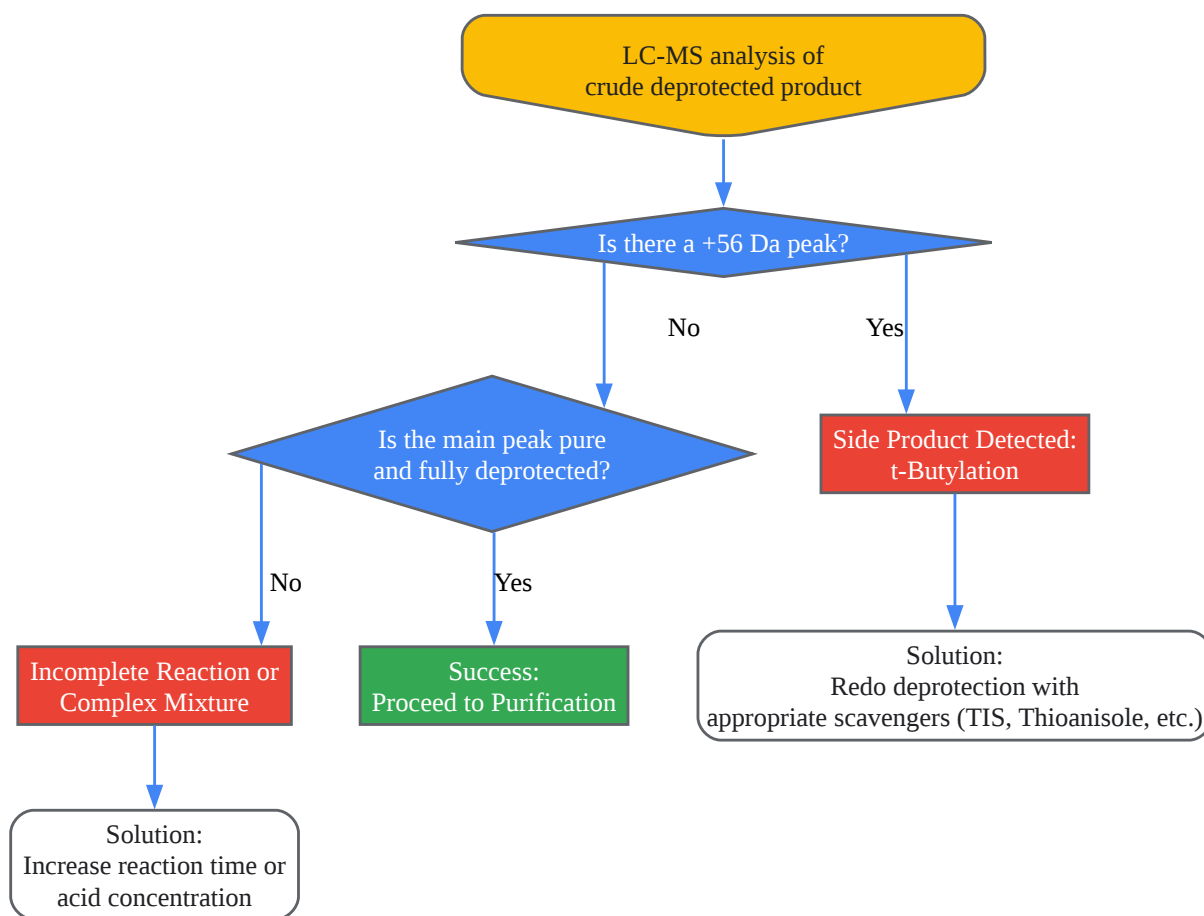 LC-MS analysis of
crude deprotected product
Is there a +56 Da peak?
No
Yes
Is the main peak pure
and fully deprotected?
Side Product Detected:
t-Butylation
No
Yes
Incomplete Reaction or
Complex Mixture
Success:
Proceed to Purification
Solution:
Redo deprotection with
appropriate scavengers (TIS, Thioanisole, etc.)
Solution:
Increase reaction time or
acid concentration